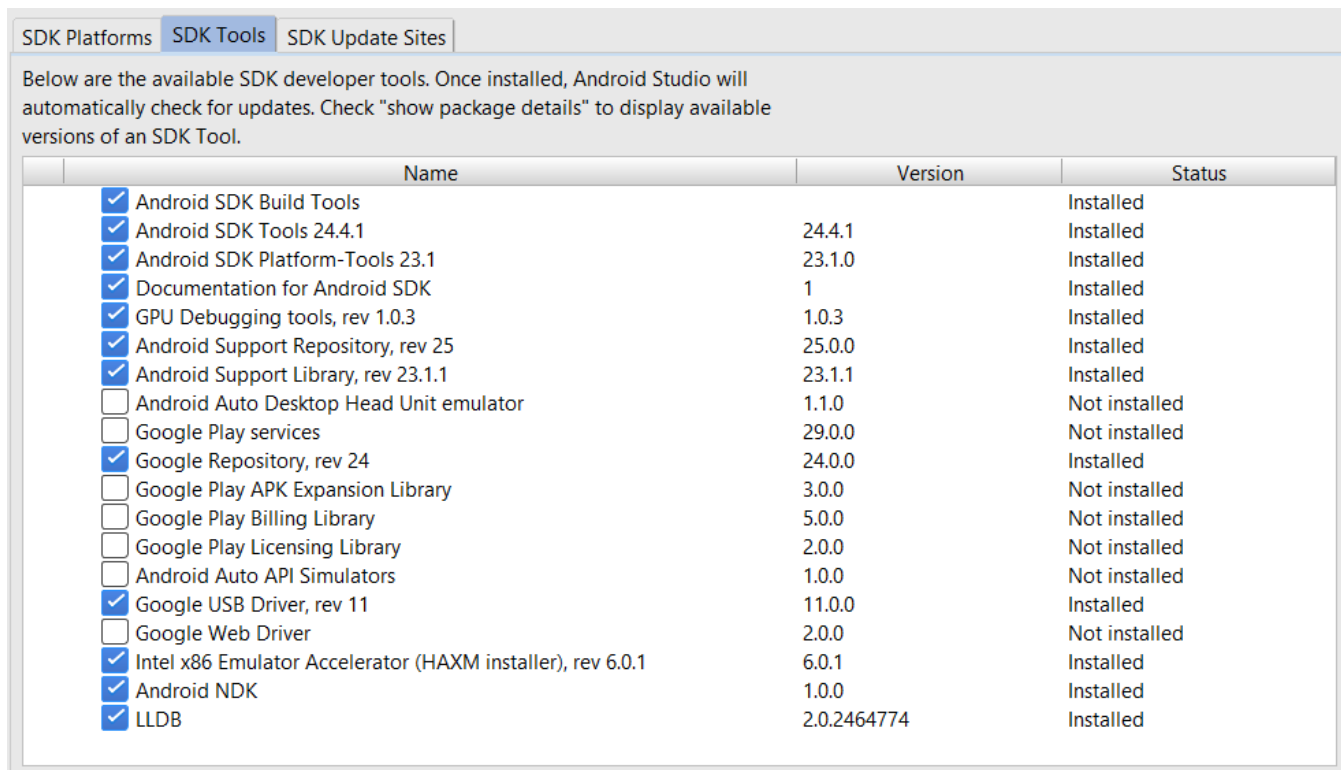 SDK Platforms SDK Tools SDK Update Sites
Below are the available SDK developer tools. Once installed, Android Studio will
automatically check for updates. Check "show package details" to display available
versions of an SDK Tool.
Name Version Status
Android SDK Build Tools Installed
Android SDK Tools 24.4.1 24.4.1 Installed
Android SDK Platform-Tools 23.1 23.1.0 Installed
Documentation for Android SDK 1 Installed
GPU Debugging tools, rev 1.0.3 1.0.3 Installed
Android Support Repository, rev 25 25.0.0 Installed
Android Support Library, rev 23.1.1 23.1.1 Installed
Android Auto Desktop Head Unit emulator 1.1.0 Not installed
Google Play services 29.0.0 Not installed
Google Repository, rev 24 24.0.0 Installed
Google Play APK Expansion Library 3.0.0 Not installed
Google Play Billing Library 5.0.0 Not installed
Google Play Licensing Library 2.0.0 Not installed
Android Auto API Simulators 1.0.0 Not installed
Google USB Driver, rev 11 11.0.0 Installed
Google Web Driver 2.0.0 Not installed
Intel x86 Emulator Accelerator (HAXM installer), rev 6.0.1 6.0.1 Installed
Android NDK 1.0.0 Installed
LLDB 2.0.2464774 Installed